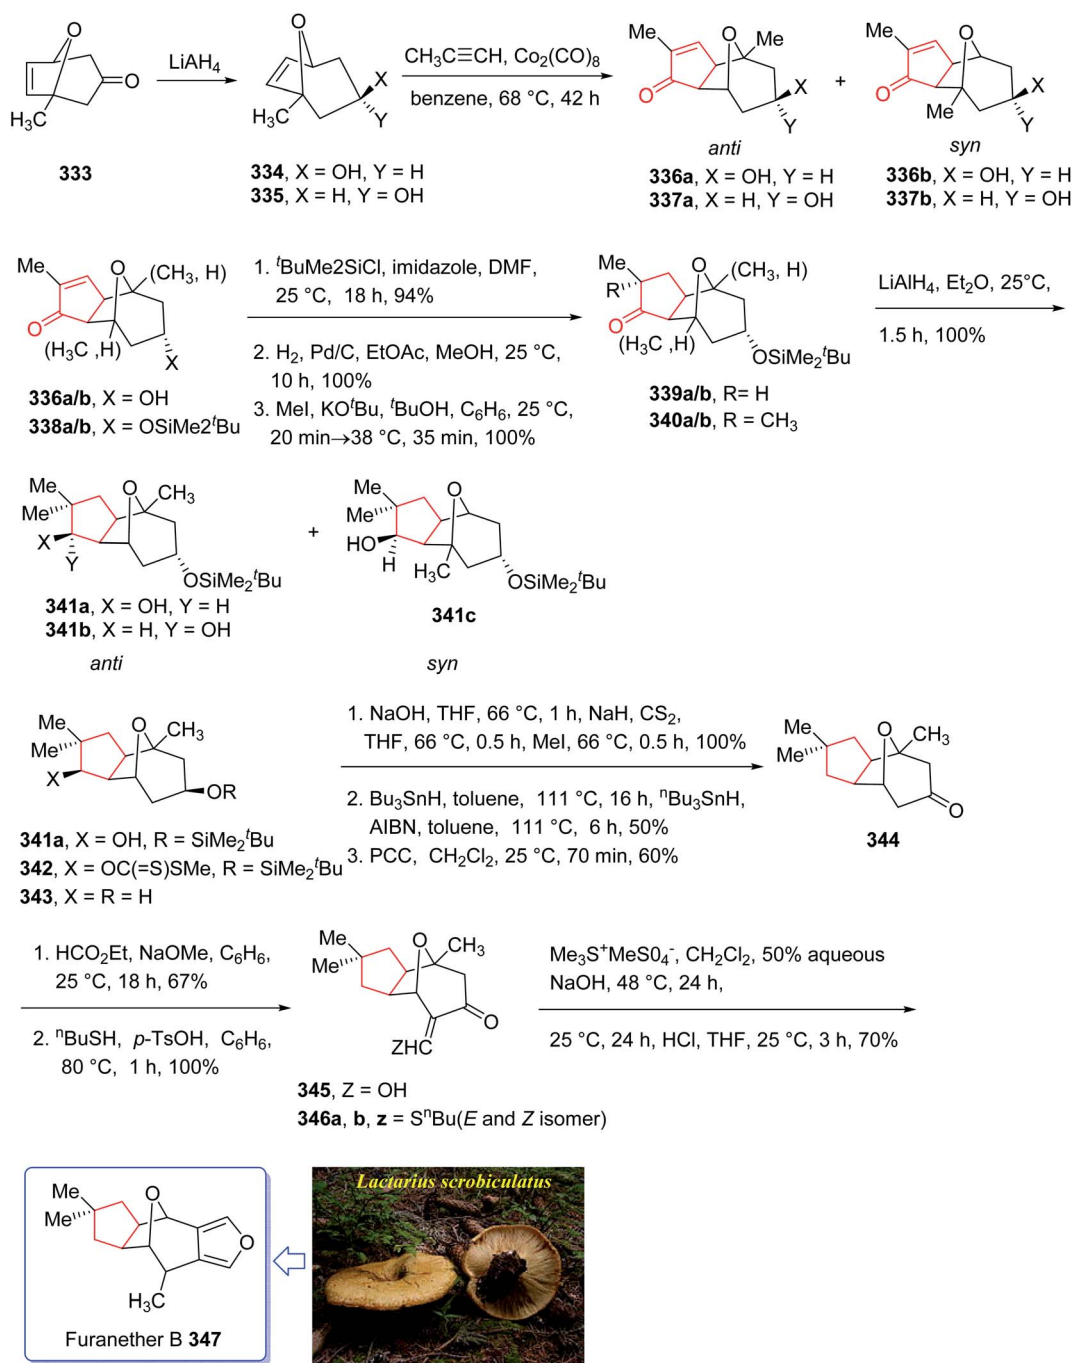 O
O
H₃C
333
LiAH₄
O
H₃C
X
Y
334, X = OH, Y = H
335, X = H, Y = OH
CH₃C≡CH, Co₂(CO)₈
benzene, 68 °C, 42 h
Me
O
Me
O
X
Y
anti
336a, X = OH, Y = H
337a, X = H, Y = OH
+
Me
O
O
Me
X
Y
syn
336b, X = OH, Y = H
337b, X = H, Y = OH
Me
O
(CH₃, H)
O
(H₃C ,H)
X
336a/b, X = OH
338a/b, X = OSiMe2ᵗBu
1. ᵗBuMe2SiCl, imidazole, DMF,
25 °C, 18 h, 94%
2. H₂, Pd/C, EtOAc, MeOH, 25 °C,
10 h, 100%
3. MeI, KOᵗBu, ᵗBuOH, C₆H₆, 25 °C,
20 min→38 °C, 35 min, 100%
Me
R
O
(CH₃, H)
O
(H₃C ,H)
OSiMe₂ᵗBu
339a/b, R= H
340a/b, R = CH₃
LiAlH₄, Et₂O, 25°C,
1.5 h, 100%
Me
Me
O
CH₃
X
Y
OSiMe₂ᵗBu
341a, X = OH, Y = H
341b, X = H, Y = OH
anti
+
Me
Me
O
HO
H
H₃C
OSiMe₂ᵗBu
341c
syn
Me
Me
O
CH₃
X
OR
341a, X = OH, R = SiMe₂ᵗBu
342, X = OC(=S)SMe, R = SiMe₂ᵗBu
343, X = R = H
1. NaOH, THF, 66 °C, 1 h, NaH, CS₂,
THF, 66 °C, 0.5 h, MeI, 66 °C, 0.5 h, 100%
2. Bu₃SnH, toluene, 111 °C, 16 h, ⁿBu₃SnH,
AIBN, toluene, 111 °C, 6 h, 50%
3. PCC, CH₂Cl₂, 25 °C, 70 min, 60%
Me
Me
O
CH₃
O
344
1. HCO₂Et, NaOMe, C₆H₆,
25 °C, 18 h, 67%
2. ⁿBuSH, p-TsOH, C₆H₆,
80 °C, 1 h, 100%
Me
Me
O
CH₃
O
ZHC
345, Z = OH
346a, b, z = SⁿBu(E and Z isomer)
Me₃S⁺MeS0₄⁻, CH₂Cl₂, 50% aqueous
NaOH, 48 °C, 24 h,
25 °C, 24 h, HCl, THF, 25 °C, 3 h, 70%
Me
Me
O
O
H₃C
Furanether B 347
Lactarius scrobiculatus